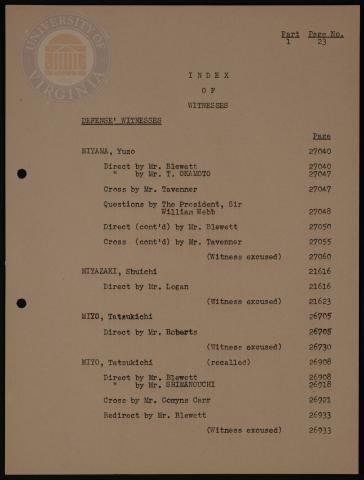 UNIVERSITY OF VIRGINIA
Part Page No.
1 23
I N D E X
O F
WITNESSES
DEFENSE' WITNESSES
Page
MIYAMA, Yuzo 27040
Direct by Mr. Blewett 27040
" by Mr. T. OKAMOTO 27047
Cross by Mr. Tavenner 27047
Questions by The President, Sir
William Webb 27048
Direct (cont'd) by Mr. Blewett 27050
Cross (cont'd) by Mr. Tavenner 27055
(Witness excused) 27060
MIYAZAKI, Shuichi 21616
Direct by Mr. Logan 21616
(Witness excused) 21623
MIYO, Tatsukichi 26705
Direct by Mr. Roberts 26705
(Witness excused) 26730
MIYO, Tatsukichi (recalled) 26908
Direct by Mr. Blewett 26908
" by Mr. SHIMANOUCHI 26918
Cross by Mr. Comyns Carr 26921
Redirect by Mr. Blewett 26933
(Witness excused) 26933